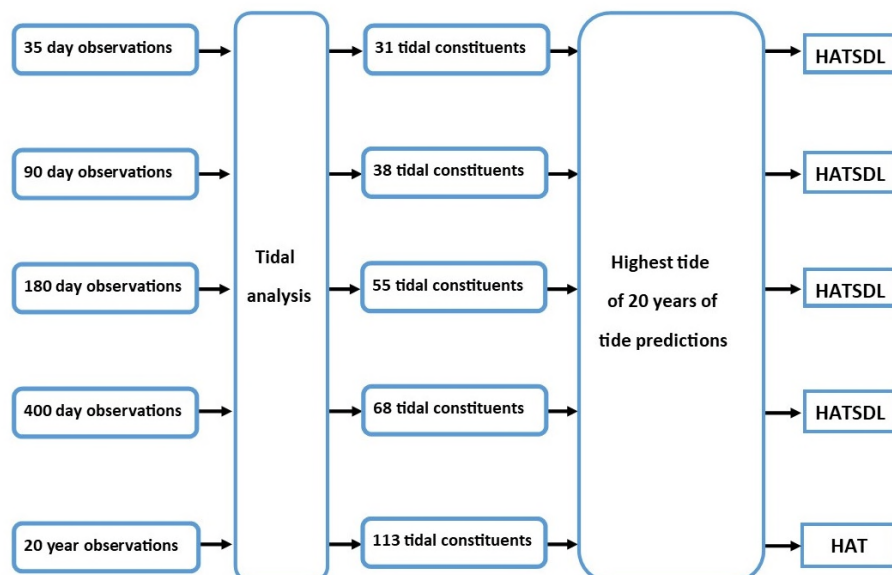 35 day observations
31 tidal constituents
HATSDL
90 day observations
38 tidal constituents
HATSDL
Tidal
analysis
Highest tide
of 20 years of
tide predictions
180 day observations
55 tidal constituents
HATSDL
400 day observations
68 tidal constituents
HATSDL
20 year observations
113 tidal constituents
HAT